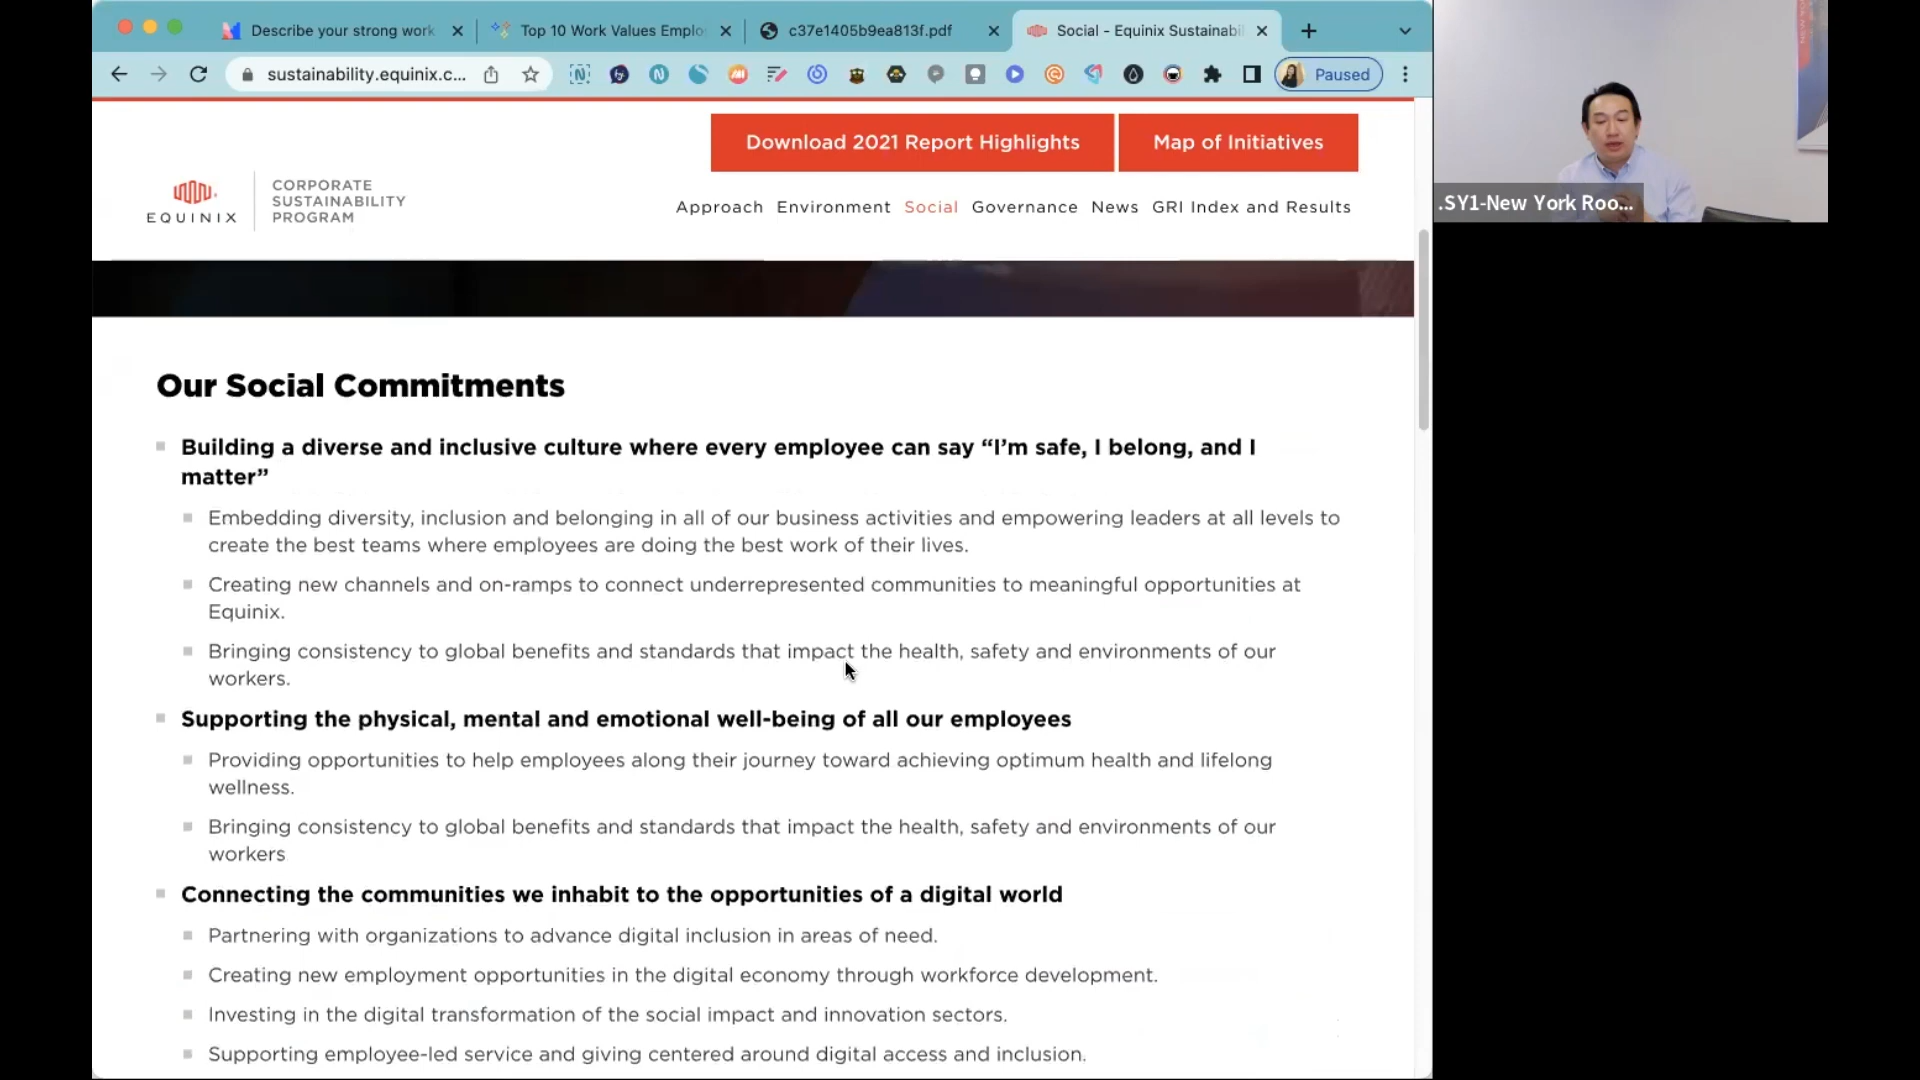 Describe your strong work
Top 10 Work Values Emplo
c37e1405b9ea813f.pdf
Social - Equinix Sustainabil
sustainability.equinix.c...
Paused
Download 2021 Report Highlights
Map of Initiatives
EQUINIX
CORPORATE
SUSTAINABILITY
PROGRAM
Approach Environment Social Governance News GRI Index and Results
.SY1-New York Roo...
Our Social Commitments
Building a diverse and inclusive culture where every employee can say “I’m safe, I belong, and I
matter”
Embedding diversity, inclusion and belonging in all of our business activities and empowering leaders at all levels to
create the best teams where employees are doing the best work of their lives.
Creating new channels and on-ramps to connect underrepresented communities to meaningful opportunities at
Equinix.
Bringing consistency to global benefits and standards that impact the health, safety and environments of our
workers.
Supporting the physical, mental and emotional well-being of all our employees
Providing opportunities to help employees along their journey toward achieving optimum health and lifelong
wellness.
Bringing consistency to global benefits and standards that impact the health, safety and environments of our
workers
Connecting the communities we inhabit to the opportunities of a digital world
Partnering with organizations to advance digital inclusion in areas of need.
Creating new employment opportunities in the digital economy through workforce development.
Investing in the digital transformation of the social impact and innovation sectors.
Supporting employee-led service and giving centered around digital access and inclusion.